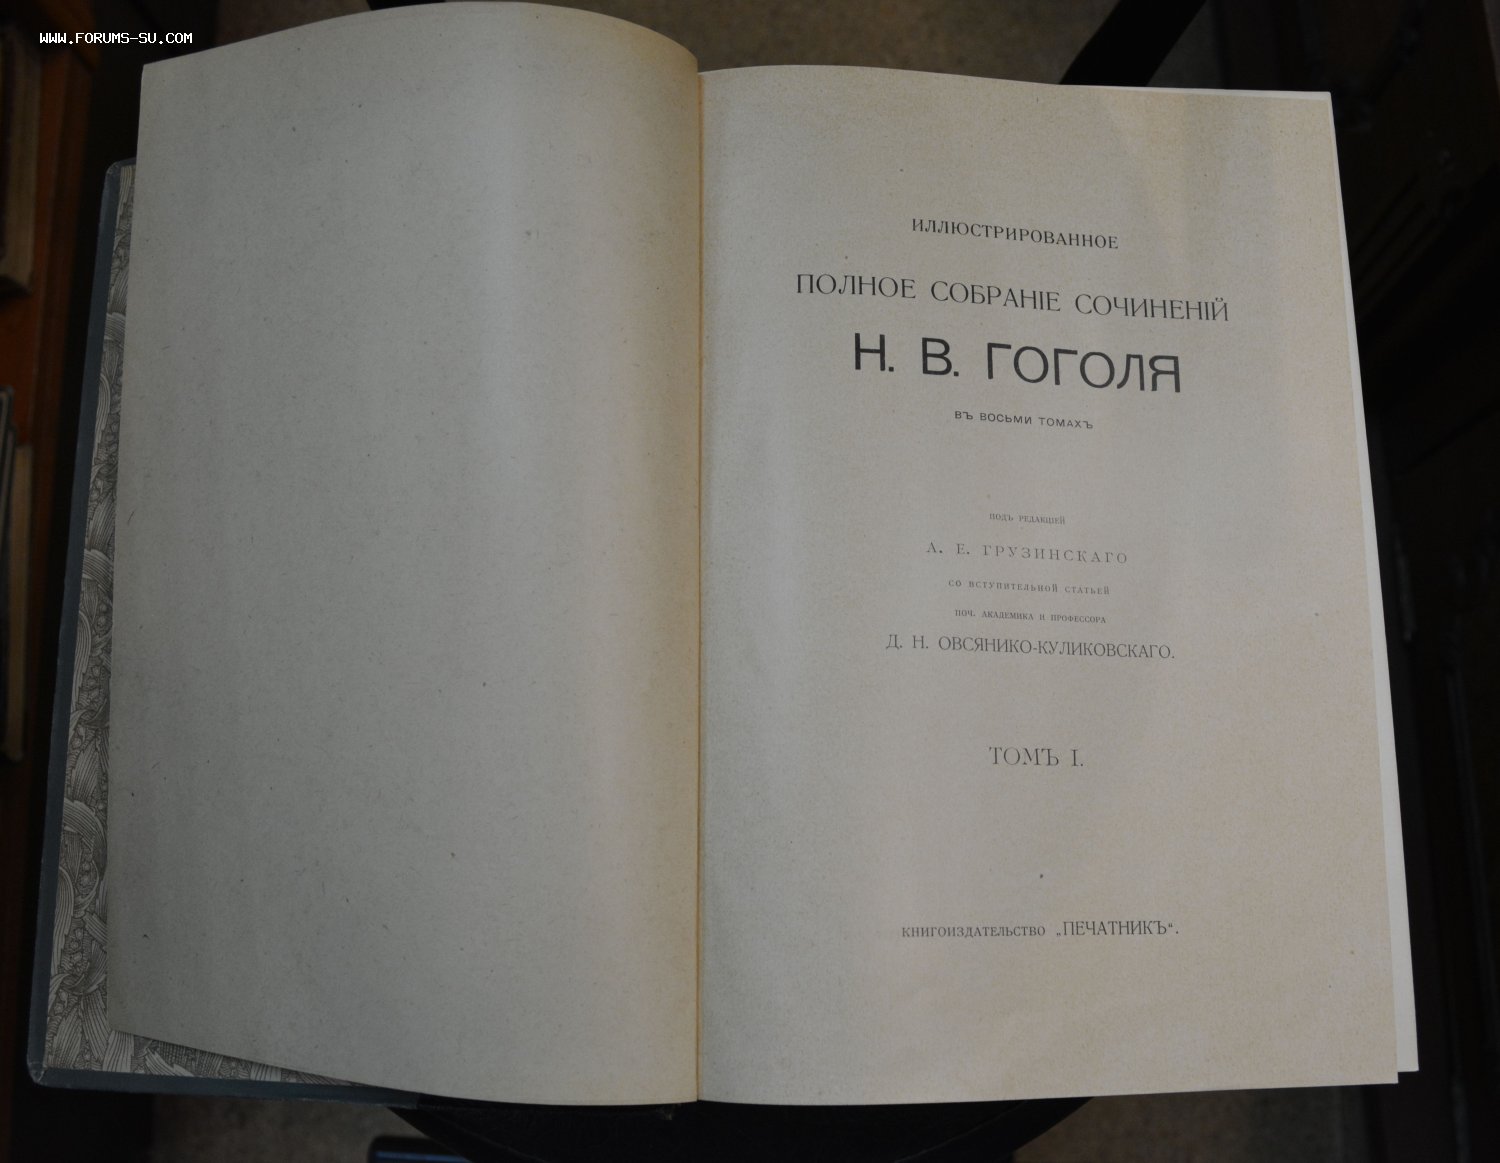 WWW.FORUMS-SU.COM
ИЛЛЮСТРИРОВАННОЕ
ПОЛНОЕ СОБРАНІЕ СОЧИНЕНІЙ
Н. В. ГОГОЛЯ
ВЪ ВОСЬМИ ТОМАХЪ
ПОДЪ РЕДАКЦІЕЙ
А. Е. ГРУЗИНСКАГО
СО ВСТУПИТЕЛЬНОЙ СТАТЬЕЙ
ПОЧ. АКАДЕМИКА И ПРОФЕССОРА
Д. Н. ОВСЯНИКО-КУЛИКОВСКАГО.
ТОМЪ I.
КНИГОИЗДАТЕЛЬСТВО „ПЕЧАТНИКЪ“.